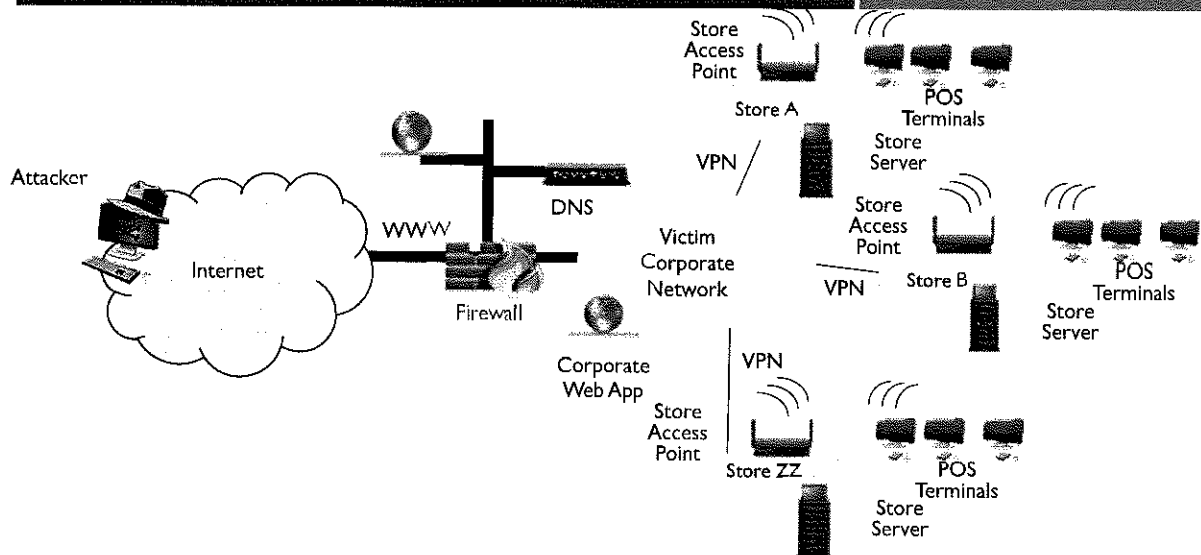 Store
Access
Point
Store A
POS
Terminals
Store
Server
VPN
Attacker
Internet
WWW
DNS
Firewall
Victim
Corporate
Network
Corporate
Web App
VPN
Store
Access
Point
Store B
POS
Terminals
Store
Server
VPN
Store
Access
Point
Store ZZ
POS
Terminals
Store
Server